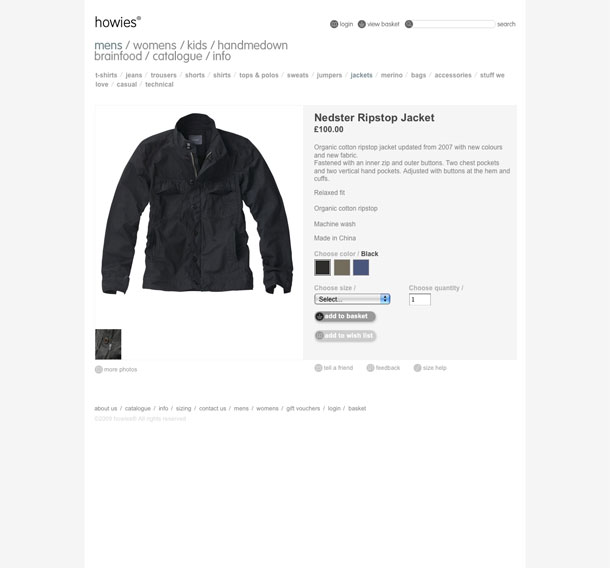 howies®
login view basket search
mens / womens / kids / handmedown
brainfood / catalogue / info
t-shirts / jeans / trousers / shorts / shirts / tops & polos / sweats / jumpers / jackets / merino / bags / accessories / stuff we
love / casual / technical
Nedster Ripstop Jacket
£100.00
Organic cotton ripstop jacket updated from 2007 with new colours
and new fabric.
Fastened with an inner zip and outer buttons. Two chest pockets
and two vertical hand pockets. Adjusted with buttons at the hem and
cuffs.
Relaxed fit
Organic cotton ripstop
Machine wash
Made in China
Choose color / Black
Choose size / Choose quantity /
Select... 1
add to basket
add to wish list
more photos
tell a friend feedback size help
about us / catalogue / info / sizing / contact us / mens / womens / gift vouchers / login / basket
©2009 howies® All rights reserved